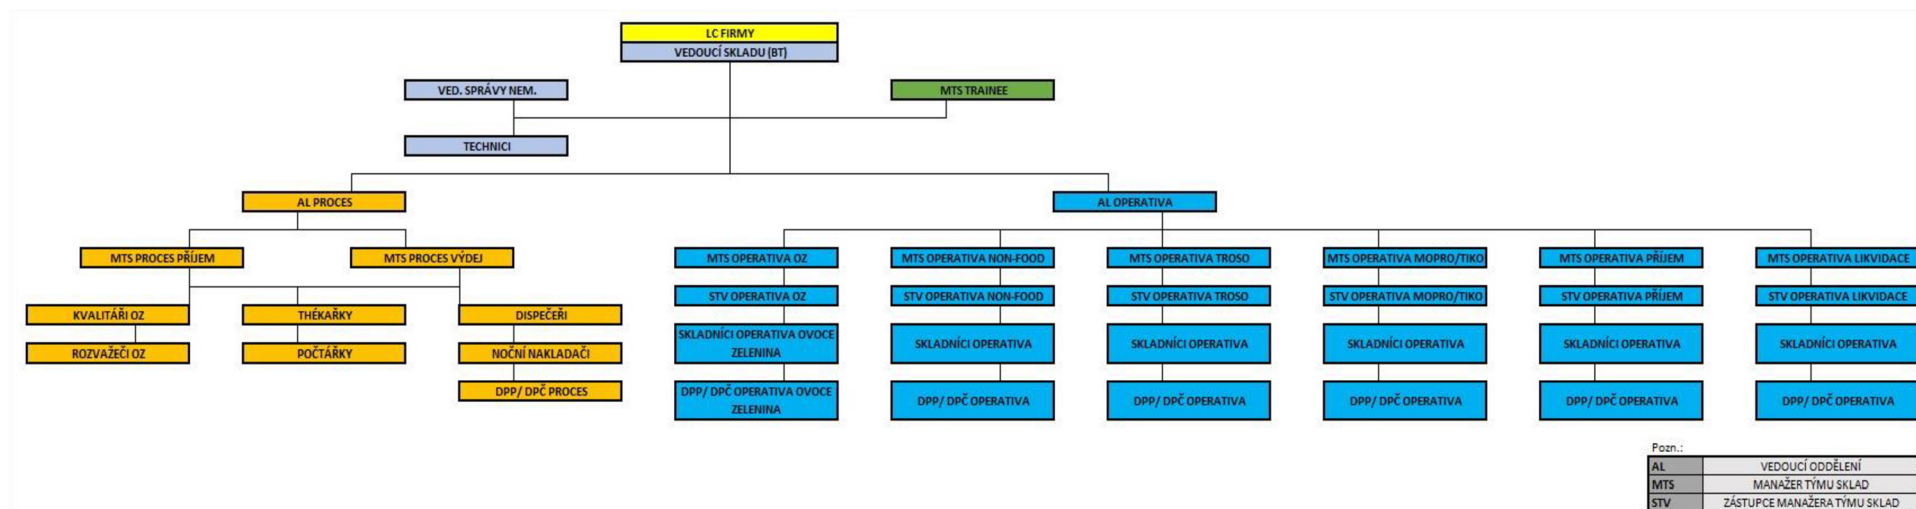 LC FIRMY
VEDOUCÍ SKLADU (BT)
VED. SPRÁVY NEM.
MTS TRAINEE
TECHNICI
AL PROCES
AL OPERATIVA
MTS PROCES PŘÍJEM
MTS PROCES VÝDEJ
MTS OPERATIVA OZ
MTS OPERATIVA NON-FOOD
MTS OPERATIVA TROSO
MTS OPERATIVA MOPRO/TIKO
MTS OPERATIVA PŘÍJEM
MTS OPERATIVA LIKVIDACE
STV OPERATIVA OZ
STV OPERATIVA NON-FOOD
STV OPERATIVA TROSO
STV OPERATIVA MOPRO/TIKO
STV OPERATIVA PŘÍJEM
STV OPERATIVA LIKVIDACE
KVALITÁŘI OZ
THÉKAŘKY
DISPEČEŘI
ROZVAŽEČI OZ
POČTÁŘKY
NOČNÍ NAKLADAČI
SKLADNÍCI OPERATIVA OVOCE
ZELENINA
SKLADNÍCI OPERATIVA
SKLADNÍCI OPERATIVA
SKLADNÍCI OPERATIVA
SKLADNÍCI OPERATIVA
SKLADNÍCI OPERATIVA
DPP/ DPČ PROCES
DPP/ DPČ OPERATIVA OVOCE
ZELENINA
DPP/ DPČ OPERATIVA
DPP/ DPČ OPERATIVA
DPP/ DPČ OPERATIVA
DPP/ DPČ OPERATIVA
DPP/ DPČ OPERATIVA
Pozn.:
AL VEDOUCÍ ODDĚLENÍ
MTS MANAŽER TÝMU SKLAD
STV ZÁSTUPCE MANAŽERA TÝMU SKLAD